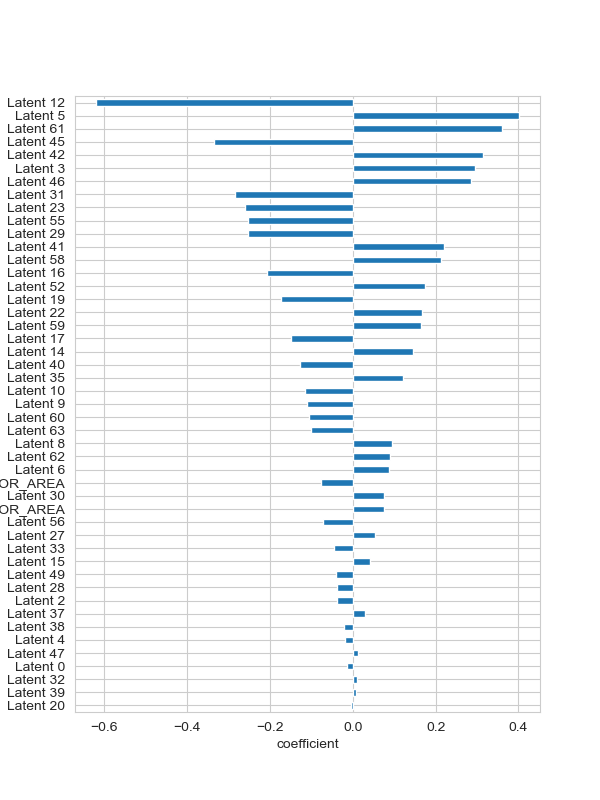 Latent 12
Latent 5
Latent 61
Latent 45
Latent 42
Latent 3
Latent 46
Latent 31
Latent 23
Latent 55
Latent 29
Latent 41
Latent 58
Latent 16
Latent 52
Latent 19
Latent 22
Latent 59
Latent 17
Latent 14
Latent 40
Latent 35
Latent 10
Latent 9
Latent 60
Latent 63
Latent 8
Latent 62
Latent 6
OR_AREA
Latent 30
OR_AREA
Latent 56
Latent 27
Latent 33
Latent 15
Latent 49
Latent 28
Latent 2
Latent 37
Latent 38
Latent 4
Latent 47
Latent 0
Latent 32
Latent 39
Latent 20
−0.6 −0.4 −0.2 0.0 0.2 0.4
coefficient